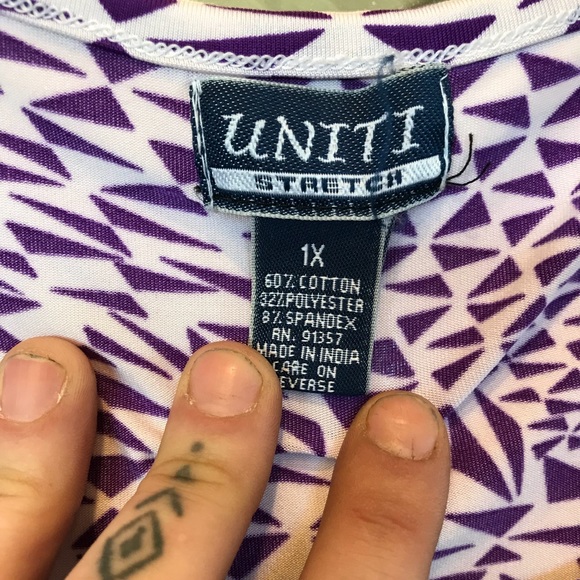 UNITI
STRETCH
1X
60% COTTON
32% POLYESTER
8% SPANDEX
RN. 91357
MADE IN INDIA
CARE ON
REVERSE